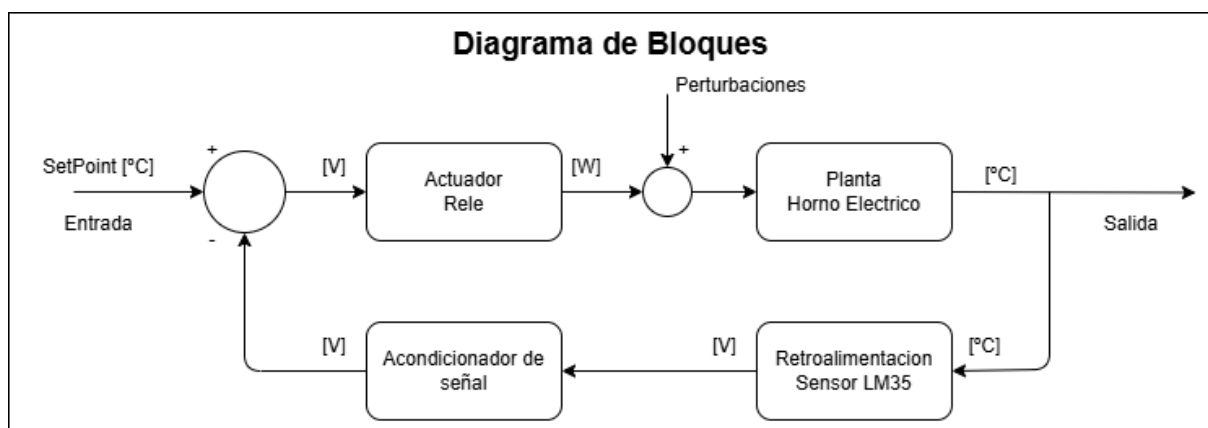 Diagrama de Bloques
Perturbaciones
+
SetPoint [ºC]
[V]
Actuador
Rele
[W]
+
Planta
Horno Electrico
[ºC]
Entrada
-
Salida
[V]
Acondicionador de
señal
[V]
Retroalimentacion
Sensor LM35
[ºC]